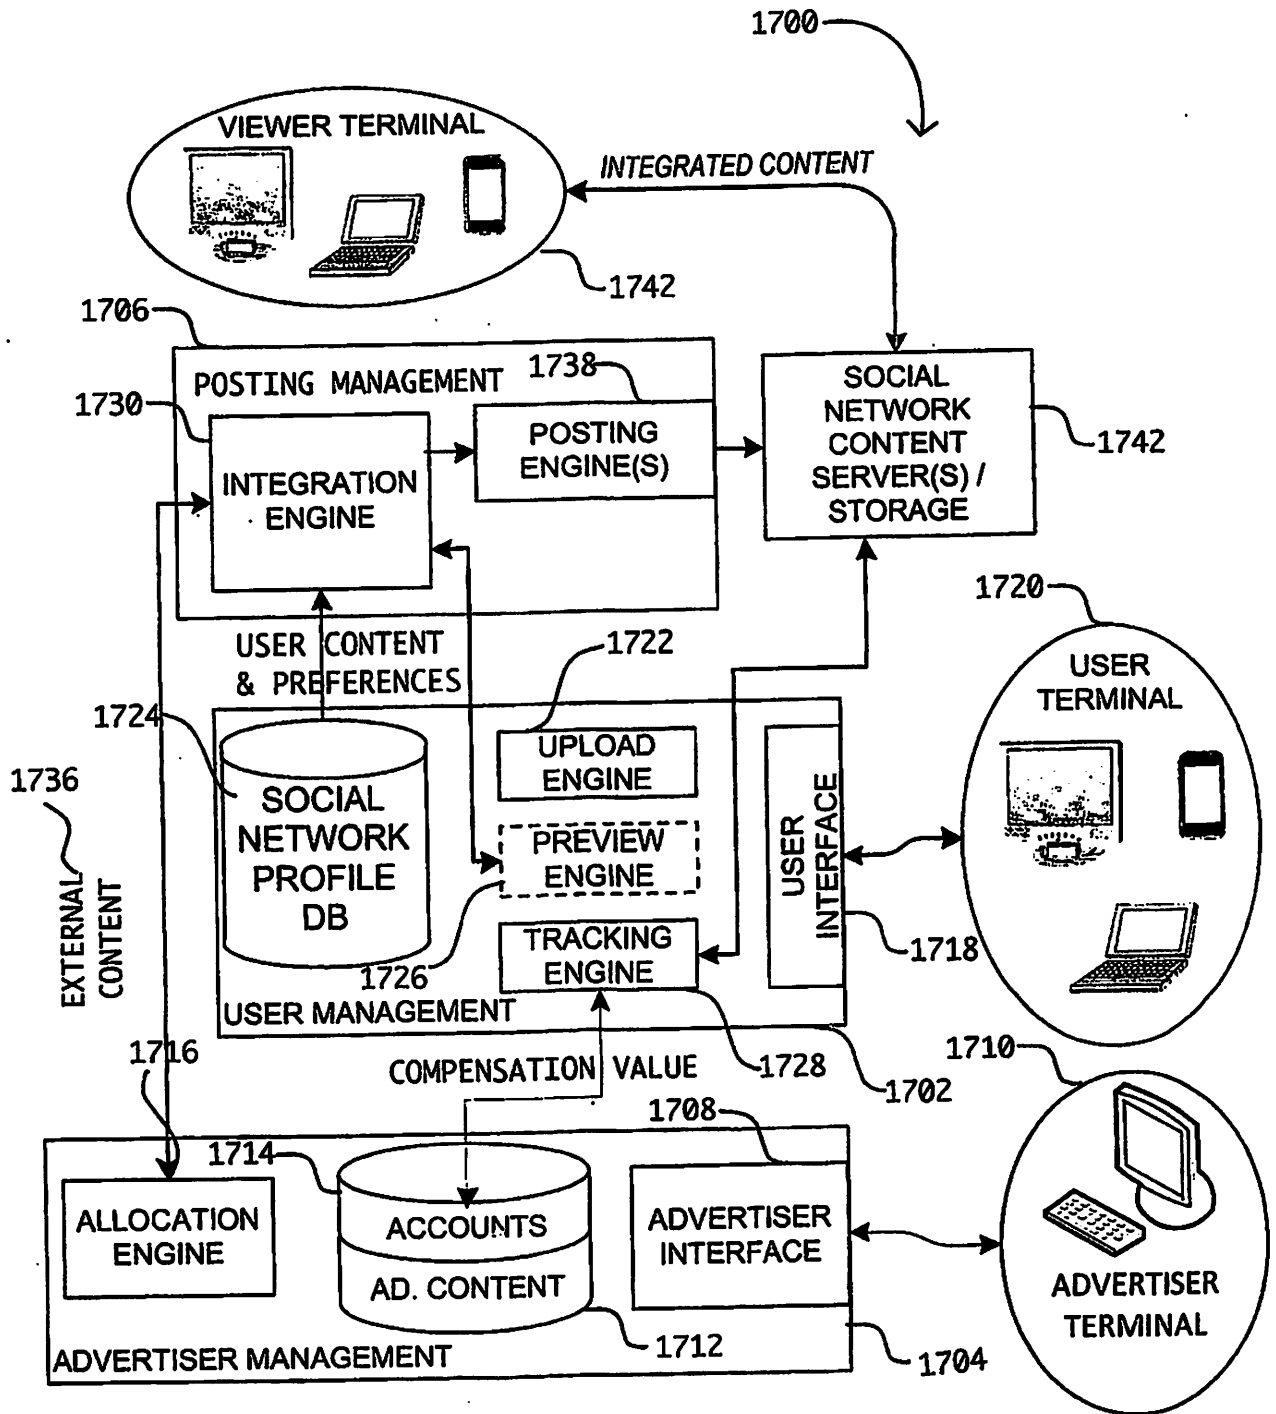 1700
VIEWER TERMINAL
INTEGRATED CONTENT
1742
1706
POSTING MANAGEMENT
1738
1730
POSTING
ENGINE(S)
INTEGRATION
ENGINE
SOCIAL
NETWORK
CONTENT
SERVER(S) /
STORAGE
1742
1720
USER
TERMINAL
USER CONTENT
& PREFERENCES
1722
1724
UPLOAD
ENGINE
SOCIAL
NETWORK
PROFILE
DB
PREVIEW
ENGINE
USER
INTERFACE
1736
EXTERNAL
CONTENT
1726
TRACKING
ENGINE
1718
USER MANAGEMENT
1716
COMPENSATION VALUE
1728
1702
1710
1708
1714
ALLOCATION
ENGINE
ACCOUNTS
AD. CONTENT
ADVERTISER
INTERFACE
ADVERTISER
TERMINAL
1712
1704
ADVERTISER MANAGEMENT